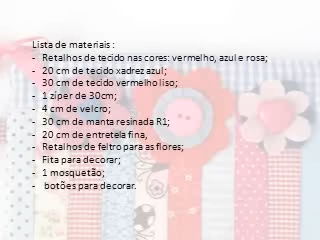 Lista de materiais :
- Retalhos de tecido nas cores: vermelho, azul e rosa;
- 20 cm de tecido xadrez azul;
- 30 cm de tecido vermelho liso;
- 1 zíper de 30cm;
- 4 cm de velcro;
- 30 cm de manta resinada R1;
- 20 cm de entretela fina,
- Retalhos de feltro para as flores;
- Fita para decorar;
- 1 mosquetão;
- botões para decorar.